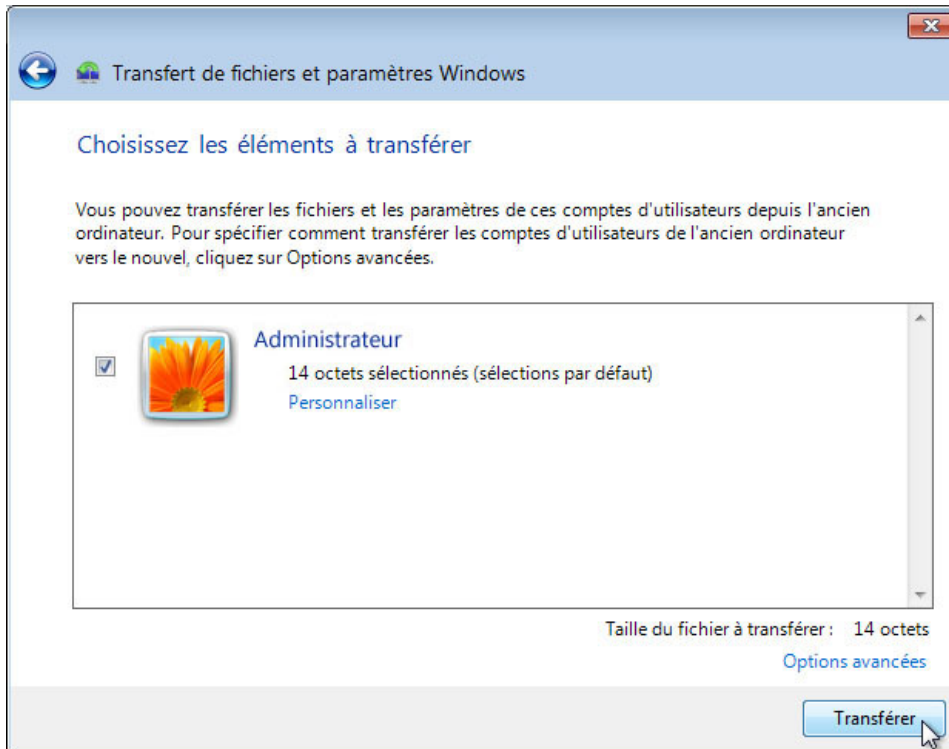 Transfert de fichiers et paramètres Windows
Choisissez les éléments à transférer
Vous pouvez transférer les fichiers et les paramètres de ces comptes d'utilisateurs depuis l'ancien
ordinateur. Pour spécifier comment transférer les comptes d'utilisateurs de l'ancien ordinateur
vers le nouvel, cliquez sur Options avancées.
Administrateur
14 octets sélectionnés (sélections par défaut)
Personnaliser
Taille du fichier à transférer : 14 octets
Options avancées
Transférer